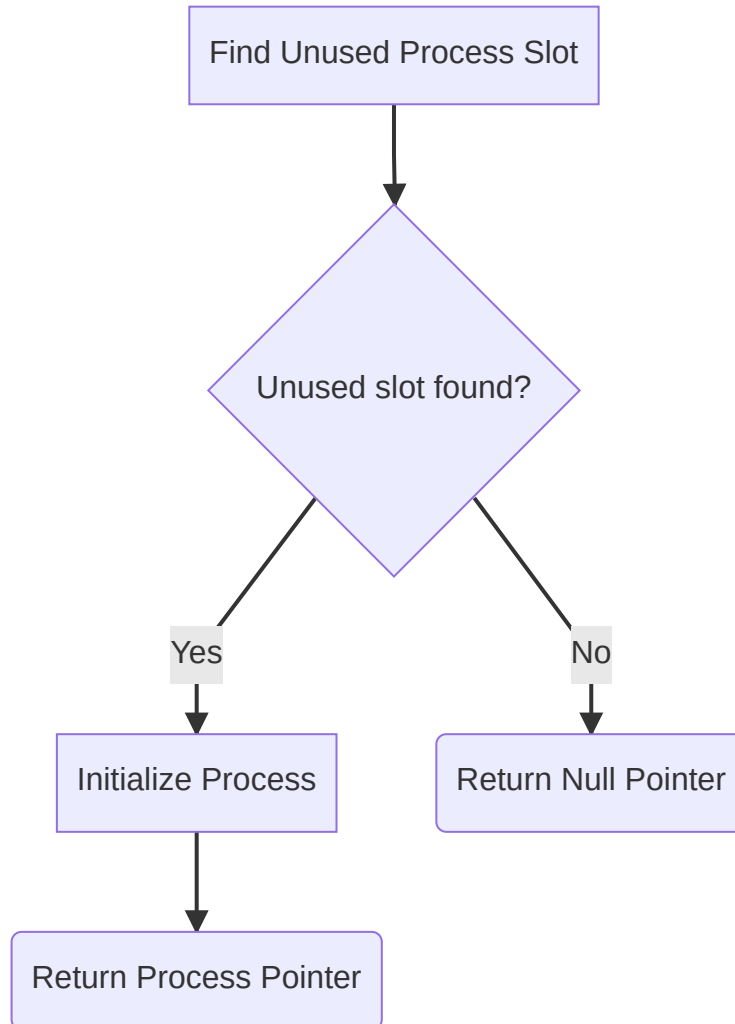 Find Unused Process Slot
Unused slot found?
Yes
No
Initialize Process
Return Null Pointer
Return Process Pointer